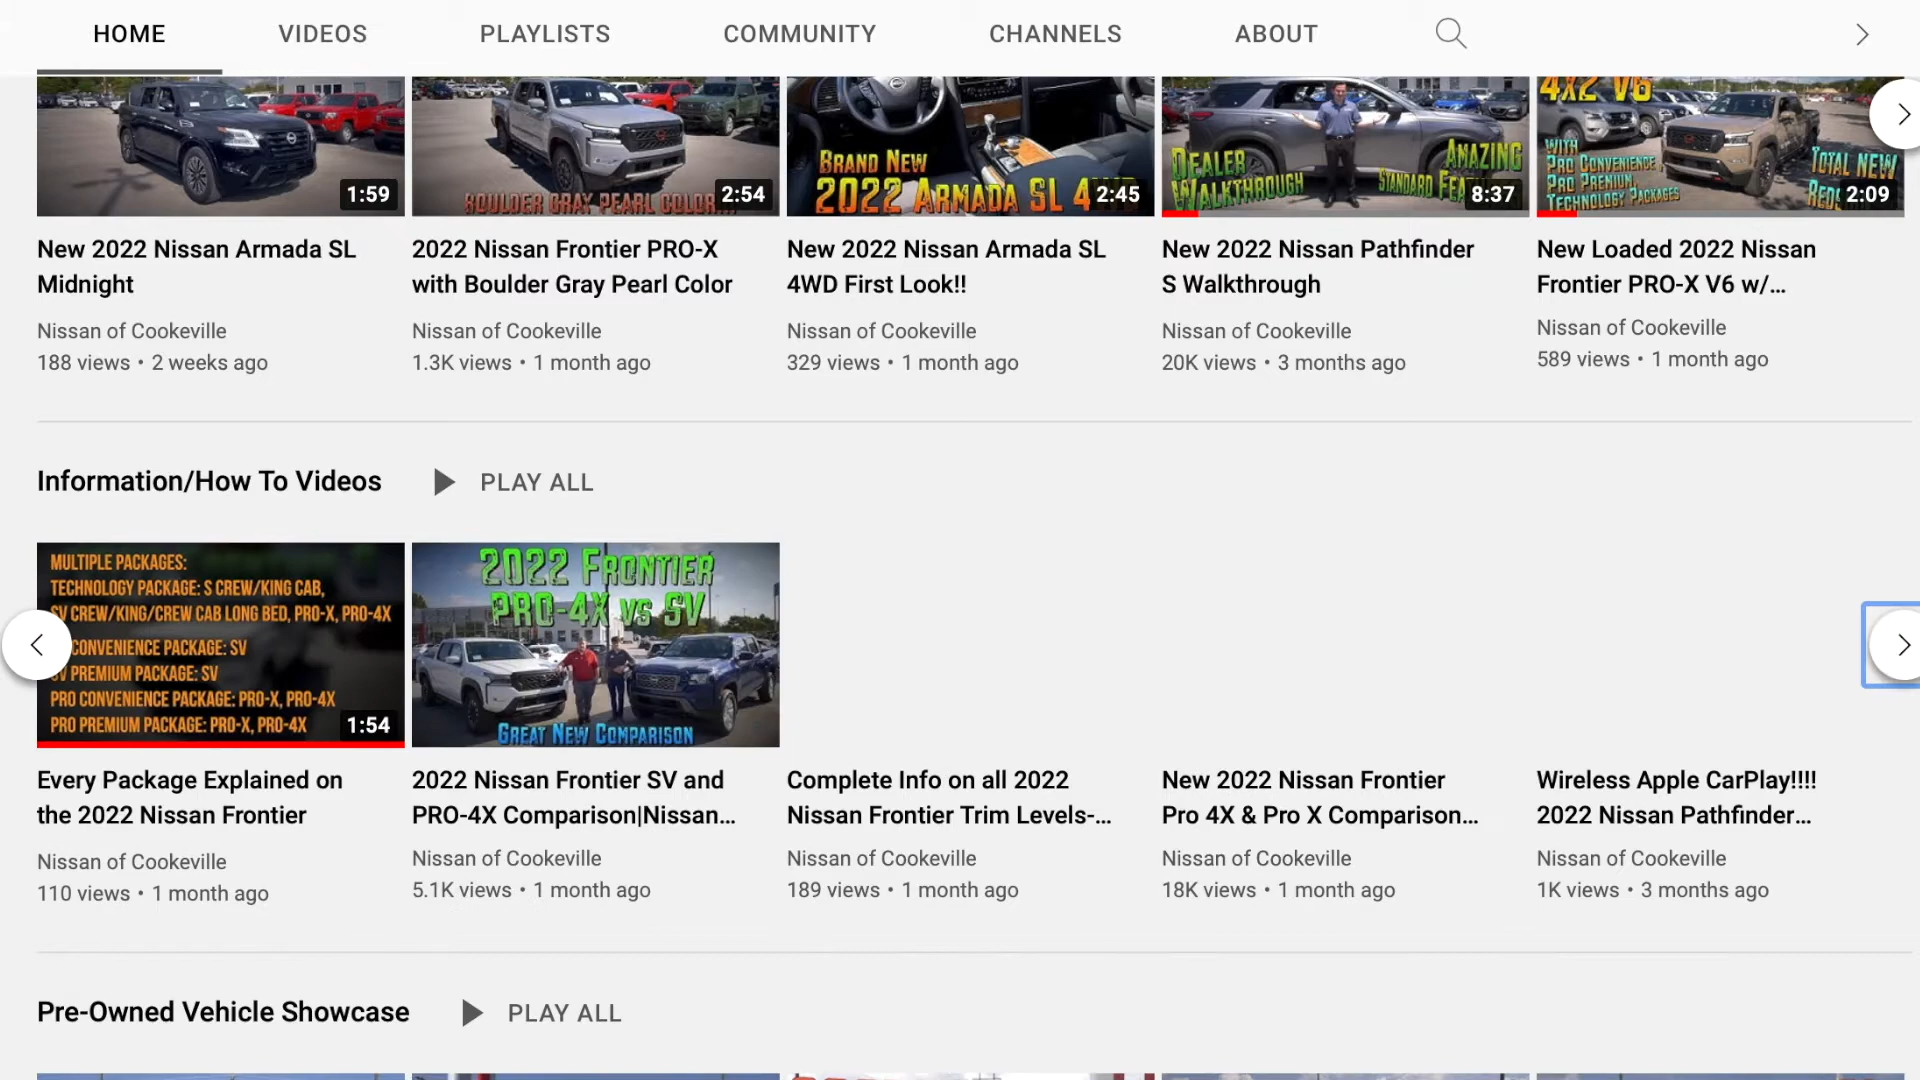 HOME VIDEOS PLAYLISTS COMMUNITY CHANNELS ABOUT
1:59
BOULDER GRAY PEARL COLOR
2:54
BRAND NEW
2022 ARMADA SL 4WD
2:45
DEALER
WALKTHROUGH
AMAZING
STANDARD
8:37
4X2 V6
WITH
PRO CONVENIENCE,
PRO PREMIUM
TECHNOLOGY PACKAGES
TOTAL NEW
2:09
New 2022 Nissan Armada SL
Midnight
Nissan of Cookeville
188 views • 2 weeks ago
2022 Nissan Frontier PRO-X
with Boulder Gray Pearl Color
Nissan of Cookeville
1.3K views • 1 month ago
New 2022 Nissan Armada SL
4WD First Look!!
Nissan of Cookeville
329 views • 1 month ago
New 2022 Nissan Pathfinder
S Walkthrough
Nissan of Cookeville
20K views • 3 months ago
New Loaded 2022 Nissan
Frontier PRO-X V6 w/...
Nissan of Cookeville
589 views • 1 month ago
Information/How To Videos PLAY ALL
MULTIPLE PACKAGES:
TECHNOLOGY PACKAGE: S CREW/KING CAB,
SV CREW/KING/CREW CAB LONG BED, PRO-X, PRO-4X
CONVENIENCE PACKAGE: SV
SV PREMIUM PACKAGE: SV
PRO CONVENIENCE PACKAGE: PRO-X, PRO-4X
PRO PREMIUM PACKAGE: PRO-X, PRO-4X
1:54
2022 FRONTIER
PRO-4X VS SV
GREAT NEW COMPARISON
Every Package Explained on
the 2022 Nissan Frontier
Nissan of Cookeville
110 views • 1 month ago
2022 Nissan Frontier SV and
PRO-4X Comparison|Nissan...
Nissan of Cookeville
5.1K views • 1 month ago
Complete Info on all 2022
Nissan Frontier Trim Levels-...
Nissan of Cookeville
189 views • 1 month ago
New 2022 Nissan Frontier
Pro 4X & Pro X Comparison...
Nissan of Cookeville
18K views • 1 month ago
Wireless Apple CarPlay!!!!
2022 Nissan Pathfinder...
Nissan of Cookeville
1K views • 3 months ago
Pre-Owned Vehicle Showcase PLAY ALL